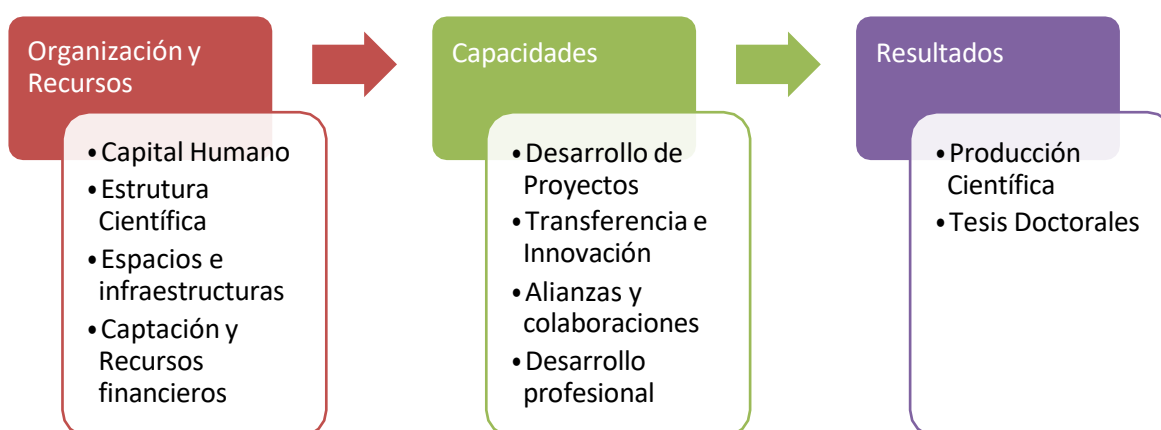 Organización y
Recursos
• Capital Humano
• Estrutura
Científica
• Espacios e
infraestructuras
• Captación y
Recursos
financieros
Capacidades
• Desarrollo de
Proyectos
• Transferencia e
Innovación
• Alianzas y
colaboraciones
• Desarrollo
profesional
Resultados
• Producción
Científica
• Tesis Doctorales